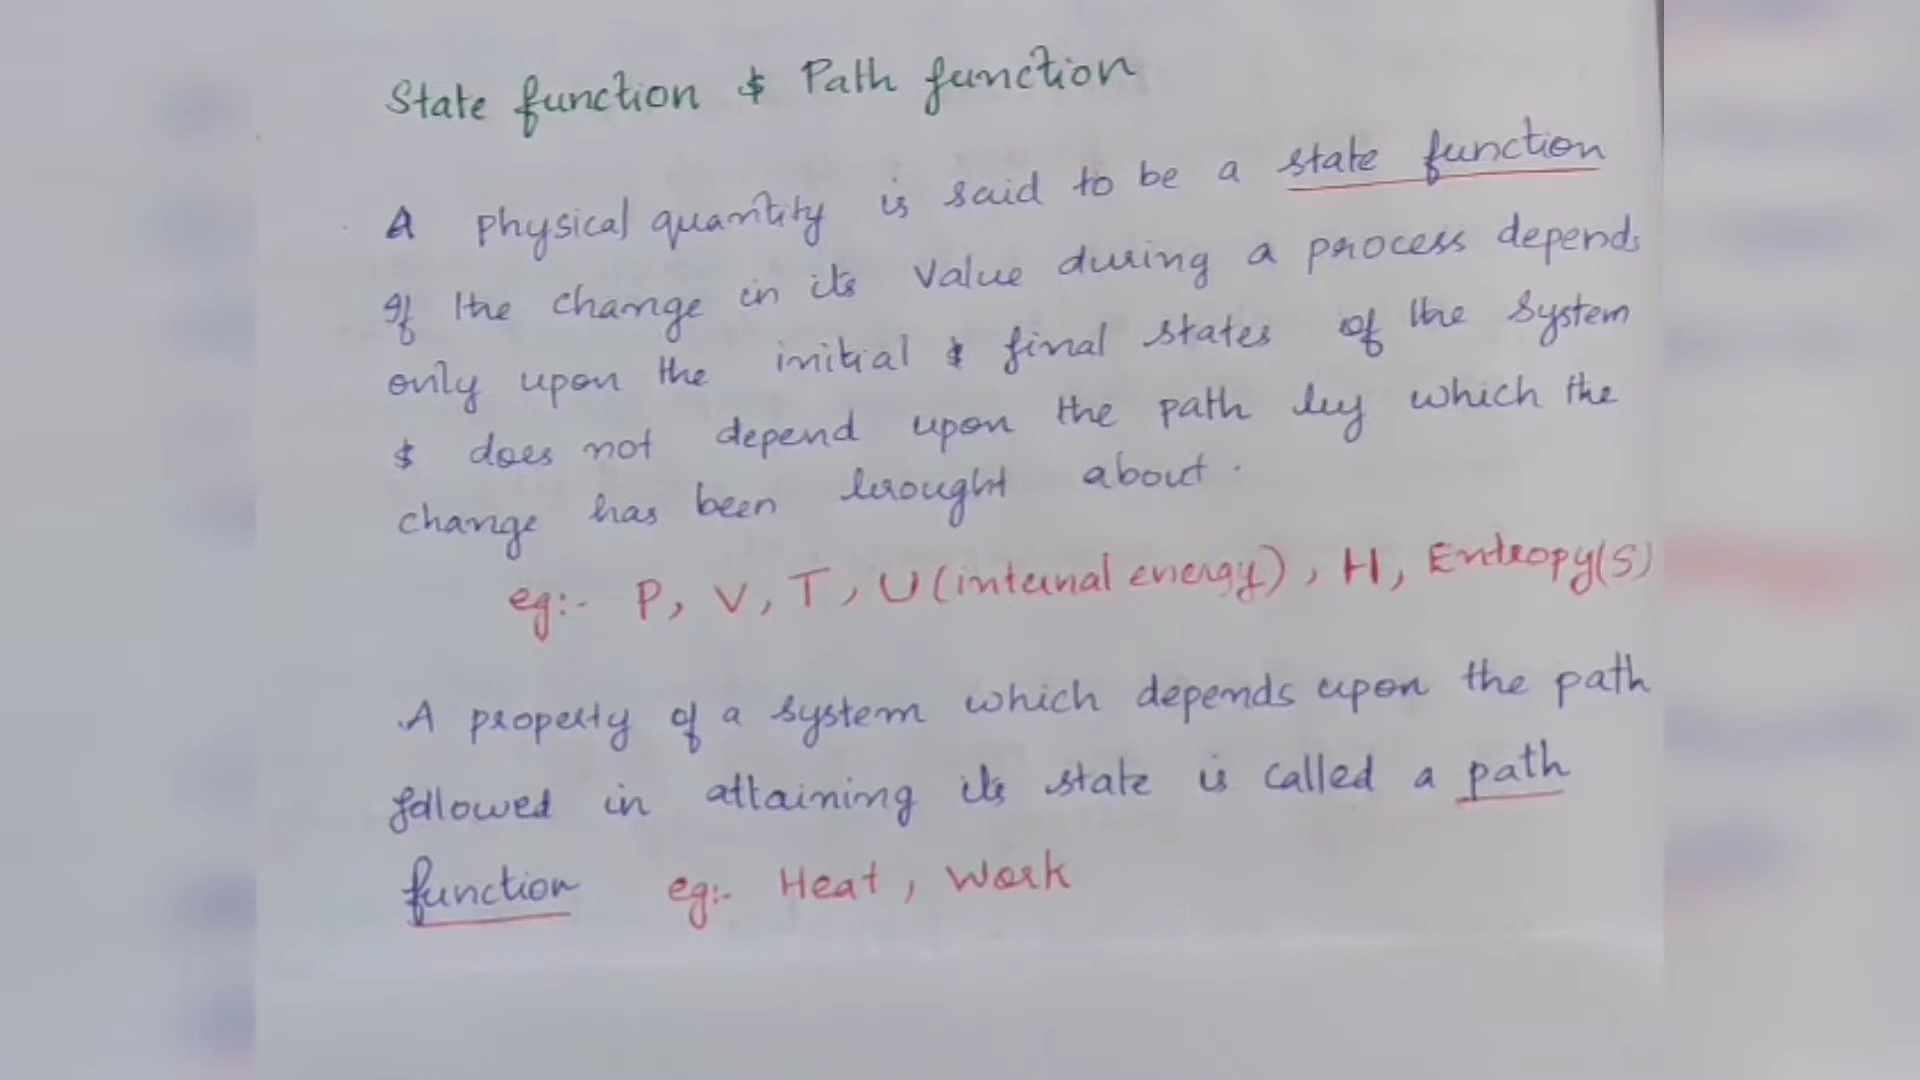 State function & Path function
A physical quantity is said to be a state function
If the change in its value during a process depends
only upon the initial & final states of the system
& does not depend upon the path by which the
change has been brought about.
eg:- P, V, T, U (internal energy), H, Entropy(S)
A property of a system which depends upon the path
followed in attaining its state is called a path
function eg:- Heat, Work